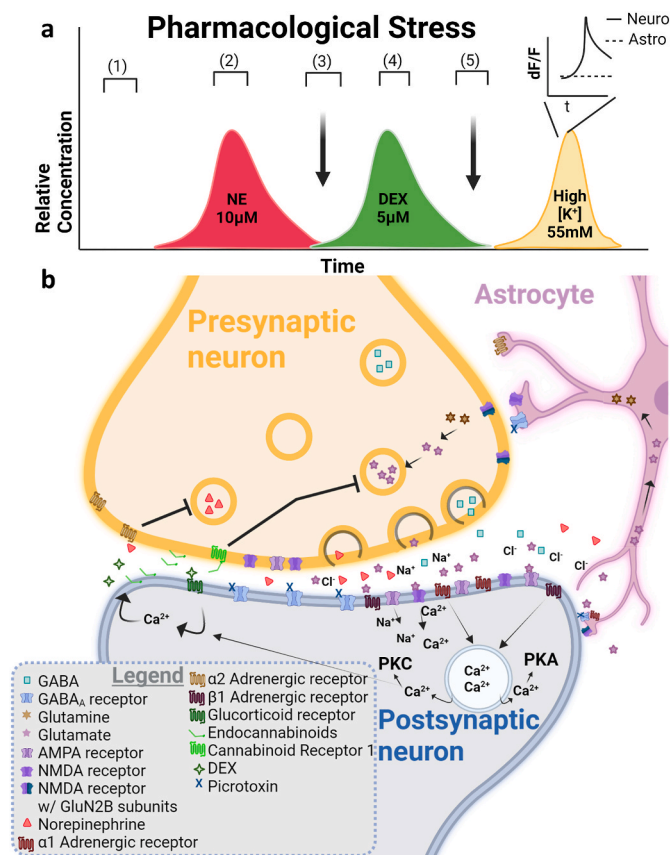 a
Pharmacological Stress
(1)
(2)
(3)
(4)
(5)
Neuro
Astro
dF/F
t
Relative
Concentration
NE
10µM
DEX
5µM
High
[K⁺]
55mM
Time
b
Presynaptic
neuron
Astrocyte
X
Na⁺
Cl⁻
Cl⁻
X
X
X
Cl⁻
Na⁺
Cl⁻
X
Ca²⁺
Na⁺
Na⁺
Ca²⁺
Ca²⁺
PKC
Ca²⁺
Ca²⁺
Ca²⁺
PKA
Ca²⁺
Postsynaptic
neuron
Legend
GABA
GABAA receptor
Glutamine
Glutamate
AMPA receptor
NMDA receptor
NMDA receptor
w/ GluN2B subunits
Norepinephrine
α1 Adrenergic receptor
α2 Adrenergic receptor
β1 Adrenergic receptor
Glucorticoid receptor
Endocannabinoids
Cannabinoid Receptor 1
DEX
X Picrotoxin